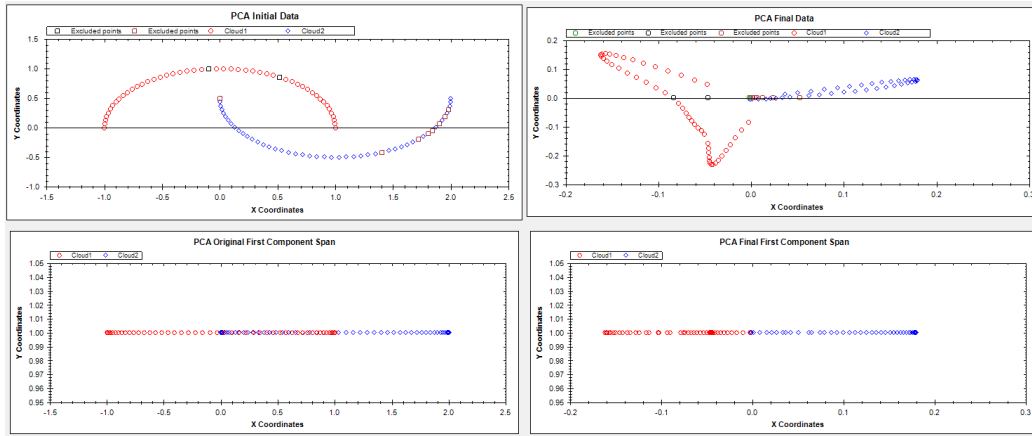 PCA Initial Data
Excluded points Excluded points Cloud1 Cloud2
1.5
1.0
0.5
0.0
-0.5
-1.0
Y Coordinates
-1.5 -1.0 -0.5 0.0 0.5 1.0 1.5 2.0 2.5
X Coordinates
PCA Final Data
Excluded points Excluded points Excluded points Cloud1 Cloud2
0.2
0.1
0.0
-0.1
-0.2
-0.3
Y Coordinates
-0.2 -0.1 0.0 0.1 0.2 0.3
X Coordinates
PCA Original First Component Span
Cloud1 Cloud2
1.05
1.04
1.03
1.02
1.01
1.00
0.99
0.98
0.97
0.96
0.95
Y Coordinates
-1.5 -1.0 -0.5 0.0 0.5 1.0 1.5 2.0 2.5
X Coordinates
PCA Final First Component Span
Cloud1 Cloud2
1.05
1.04
1.03
1.02
1.01
1.00
0.99
0.98
0.97
0.96
0.95
Y Coordinates
-0.2 -0.1 0.0 0.1 0.2 0.3
X Coordinates